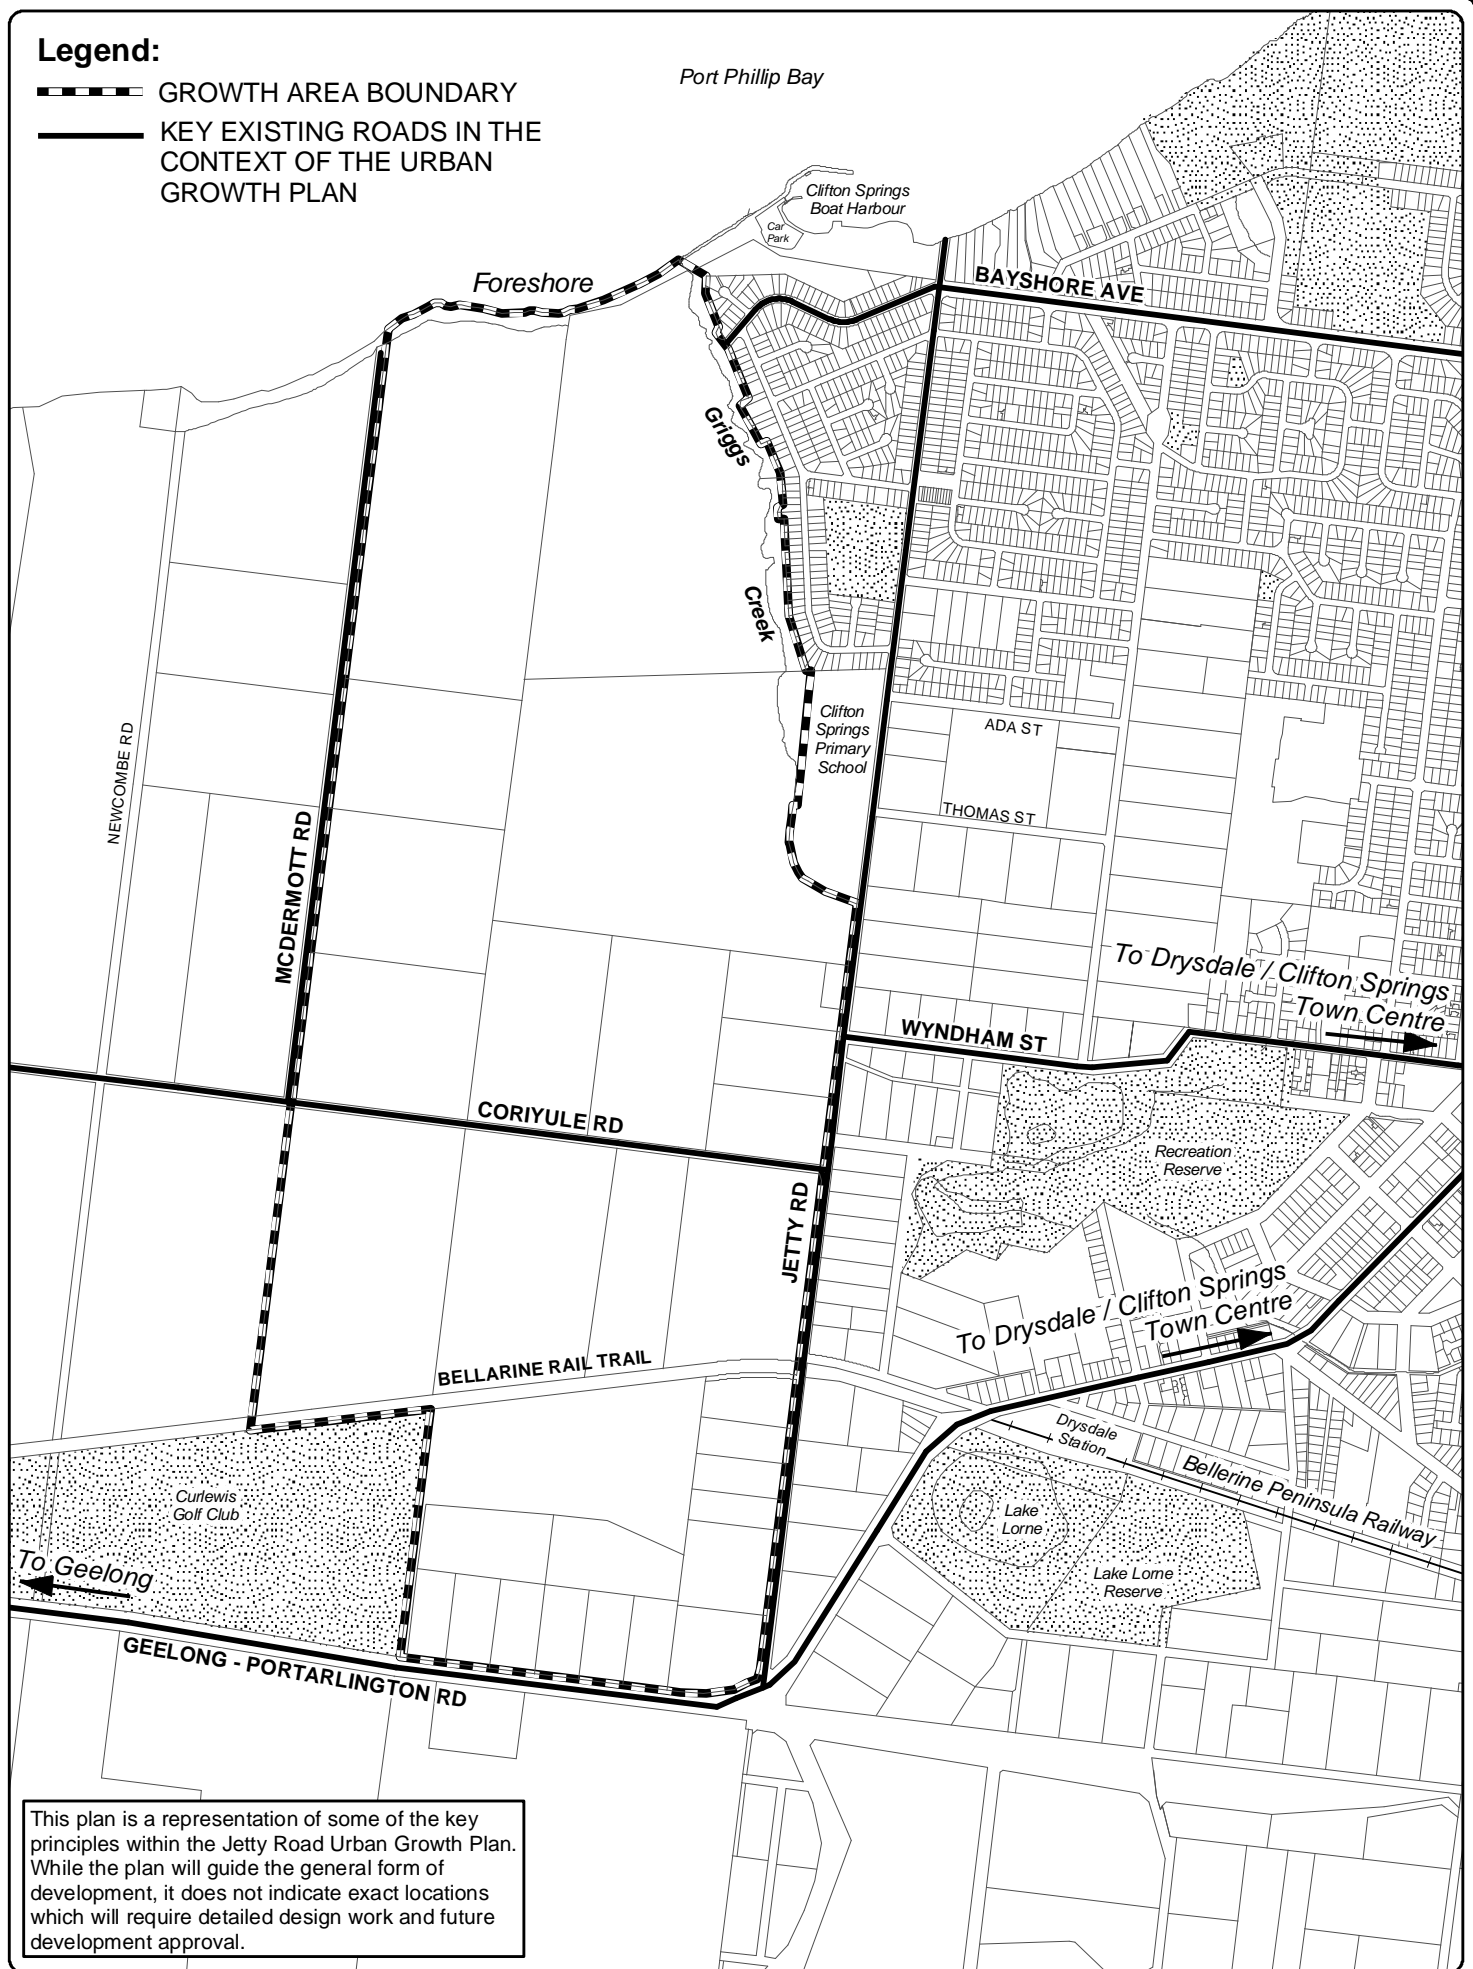 Legend:
GROWTH AREA BOUNDARY
KEY EXISTING ROADS IN THE
CONTEXT OF THE URBAN
GROWTH PLAN
Port Phillip Bay
Clifton Springs
Boat Harbour
Car
Park
Foreshore
BAYSHORE AVE
Griggs
Creek
Clifton
Springs
Primary
School
ADA ST
THOMAS ST
NEWCOMBE RD
MCDERMOTT RD
To Drysdale / Clifton Springs
Town Centre
WYNDHAM ST
CORIYULE RD
Recreation
Reserve
JETTY RD
To Drysdale / Clifton Springs
Town Centre
BELLARINE RAIL TRAIL
Drysdale
Station
Bellerine Peninsula Railway
Curlewis
Golf Club
Lake
Lorne
Lake Lorne
Reserve
To Geelong
GEELONG - PORTARLINGTON RD
This plan is a representation of some of the key
principles within the Jetty Road Urban Growth Plan.
While the plan will guide the general form of
development, it does not indicate exact locations
which will require detailed design work and future
development approval.